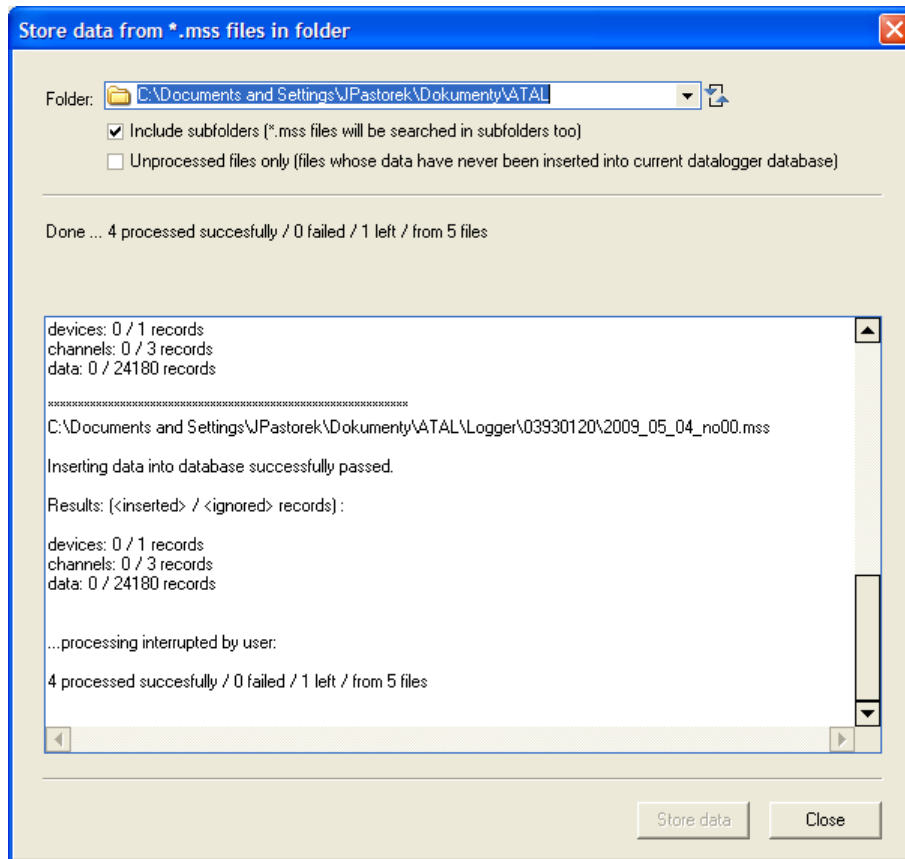 Store data from *.mss files in folder
Folder: C:\Documents and Settings\JPastorek\Dokumenty\ATAL
Include subfolders (*.mss files will be searched in subfolders too)
Unprocessed files only (files whose data have never been inserted into current datalogger database)
Done ... 4 processed succesfully / 0 failed / 1 left / from 5 files
devices: 0 / 1 records
channels: 0 / 3 records
data: 0 / 24180 records
************************************************************
C:\Documents and Settings\JPastorek\Dokumenty\ATAL\Logger\03930120\2009_05_04_no00.mss
Inserting data into database successfully passed.
Results: (<inserted> / <ignored> records) :
devices: 0 / 1 records
channels: 0 / 3 records
data: 0 / 24180 records
...processing interrupted by user:
4 processed succesfully / 0 failed / 1 left / from 5 files
Store data Close